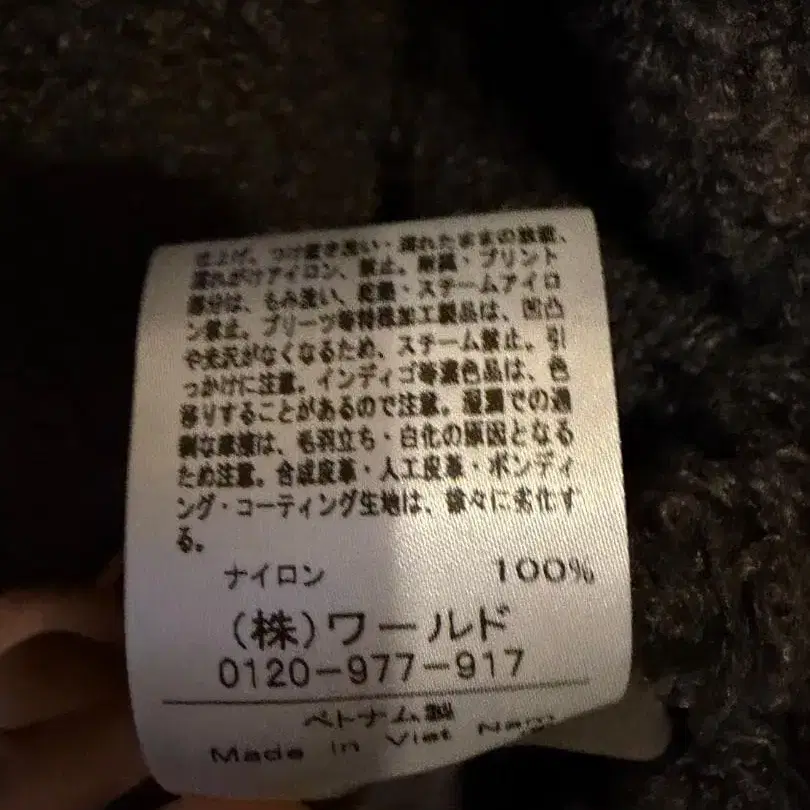 仕上げ、つけ置き洗い・濡れたままの放置、
濡れがけアイロン、禁止。附属・プリント
部分は、もみ洗い、乾燥・スチームアイロ
ン禁止。プリーツ等特殊加工製品は、凹凸
や光沢がなくなるため、スチーム禁止。引
っかけに注意。インディゴ等濃色品は、色
移りすることがあるので注意。湿潤での過
剰な摩擦は、毛羽立ち・白化の原因となる
ため注意。合成皮革・人工皮革・ボンディ
ング・コーティング生地は、徐々に劣化す
る。
ナイロン 100%
(株)ワールド
0120-977-917
ベトナム製
Made in Viet Nam